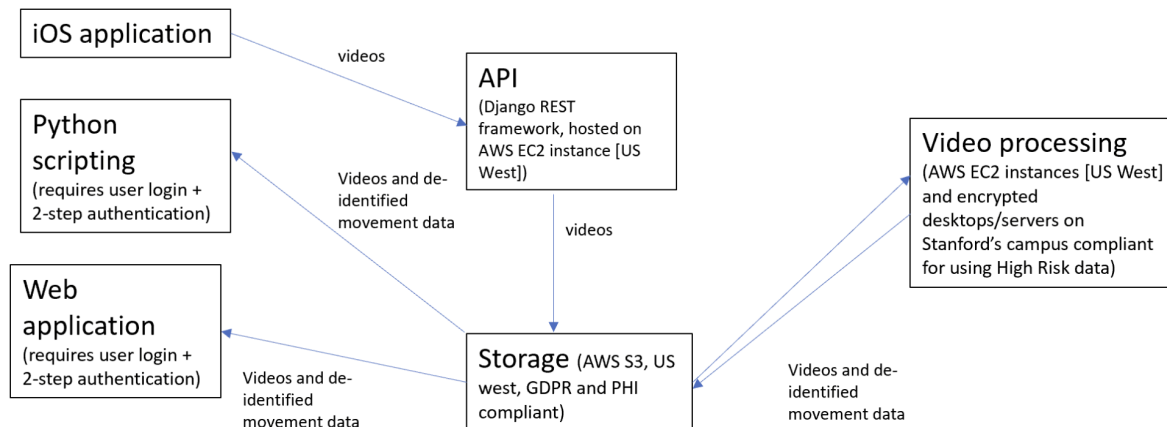 iOS application
videos
API
(Django REST
framework, hosted on
AWS EC2 instance [US
West])
Python
scripting
(requires user login +
2-step authentication)
Videos and de-
identified
movement data
videos
Video processing
(AWS EC2 instances [US West]
and encrypted
desktops/servers on
Stanford's campus compliant
for using High Risk data)
Web
application
(requires user login +
2-step authentication)
Videos and de-
identified
movement data
Storage (AWS S3, US
west, GDPR and PHI
compliant)
Videos and de-
identified
movement data